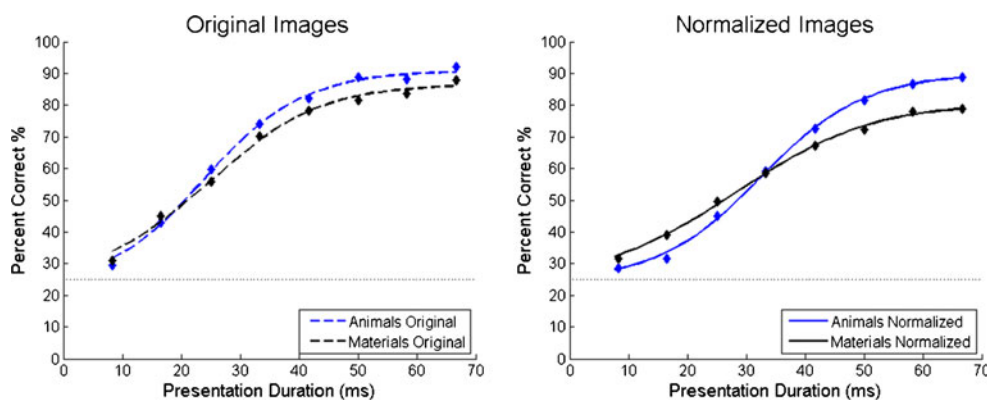 Original Images
Percent Correct %
100
90
80
70
60
50
40
30
20
10
0
0 10 20 30 40 50 60 70
Presentation Duration (ms)
Animals Original
Materials Original
Normalized Images
Percent Correct %
100
90
80
70
60
50
40
30
20
10
0
0 10 20 30 40 50 60 70
Presentation Duration (ms)
Animals Normalized
Materials Normalized